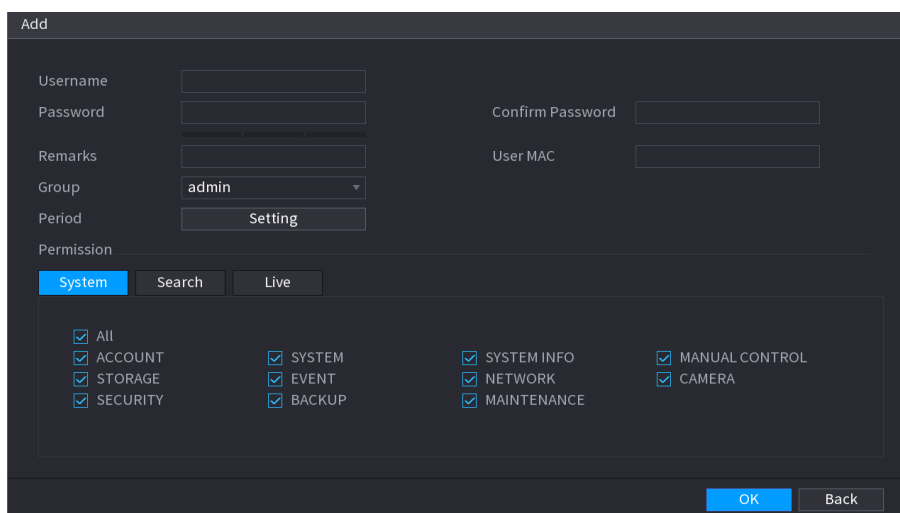 Add
Username
Password Confirm Password
Remarks User MAC
Group admin
Period Setting
Permission
System Search Live
All
ACCOUNT SYSTEM SYSTEM INFO MANUAL CONTROL
STORAGE EVENT NETWORK CAMERA
SECURITY BACKUP MAINTENANCE
OK Back